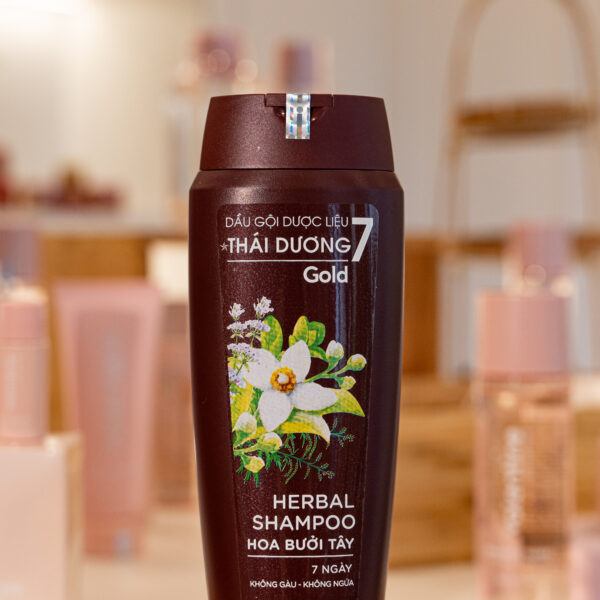 DẦU GỘI DƯỢC LIỆU
THÁI DƯƠNG 7
Gold
HERBAL
SHAMPOO
HOA BƯỞI TÂY
7 NGÀY
KHÔNG GÀU - KHÔNG NGỨA